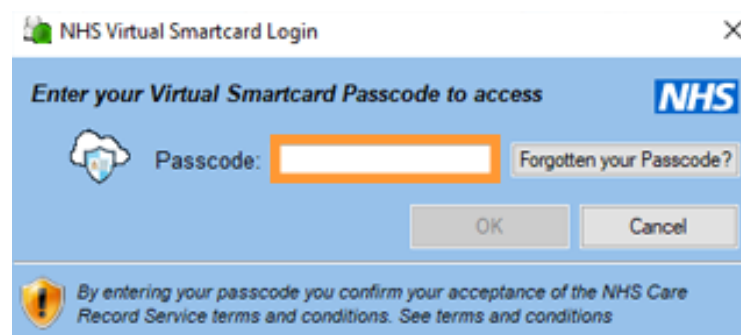 NHS Virtual Smartcard Login
Enter your Virtual Smartcard Passcode to access
NHS
Passcode:
Forgotten your Passcode?
OK
Cancel
By entering your passcode you confirm your acceptance of the NHS Care
Record Service terms and conditions. See terms and conditions